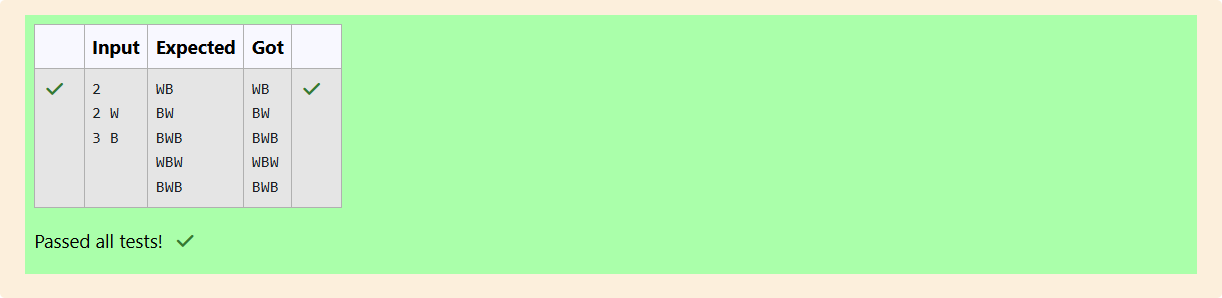 Input Expected Got
2 WB WB
2 W BW BW
3 B BWB BWB
WBW WBW
BWB BWB
Passed all tests!